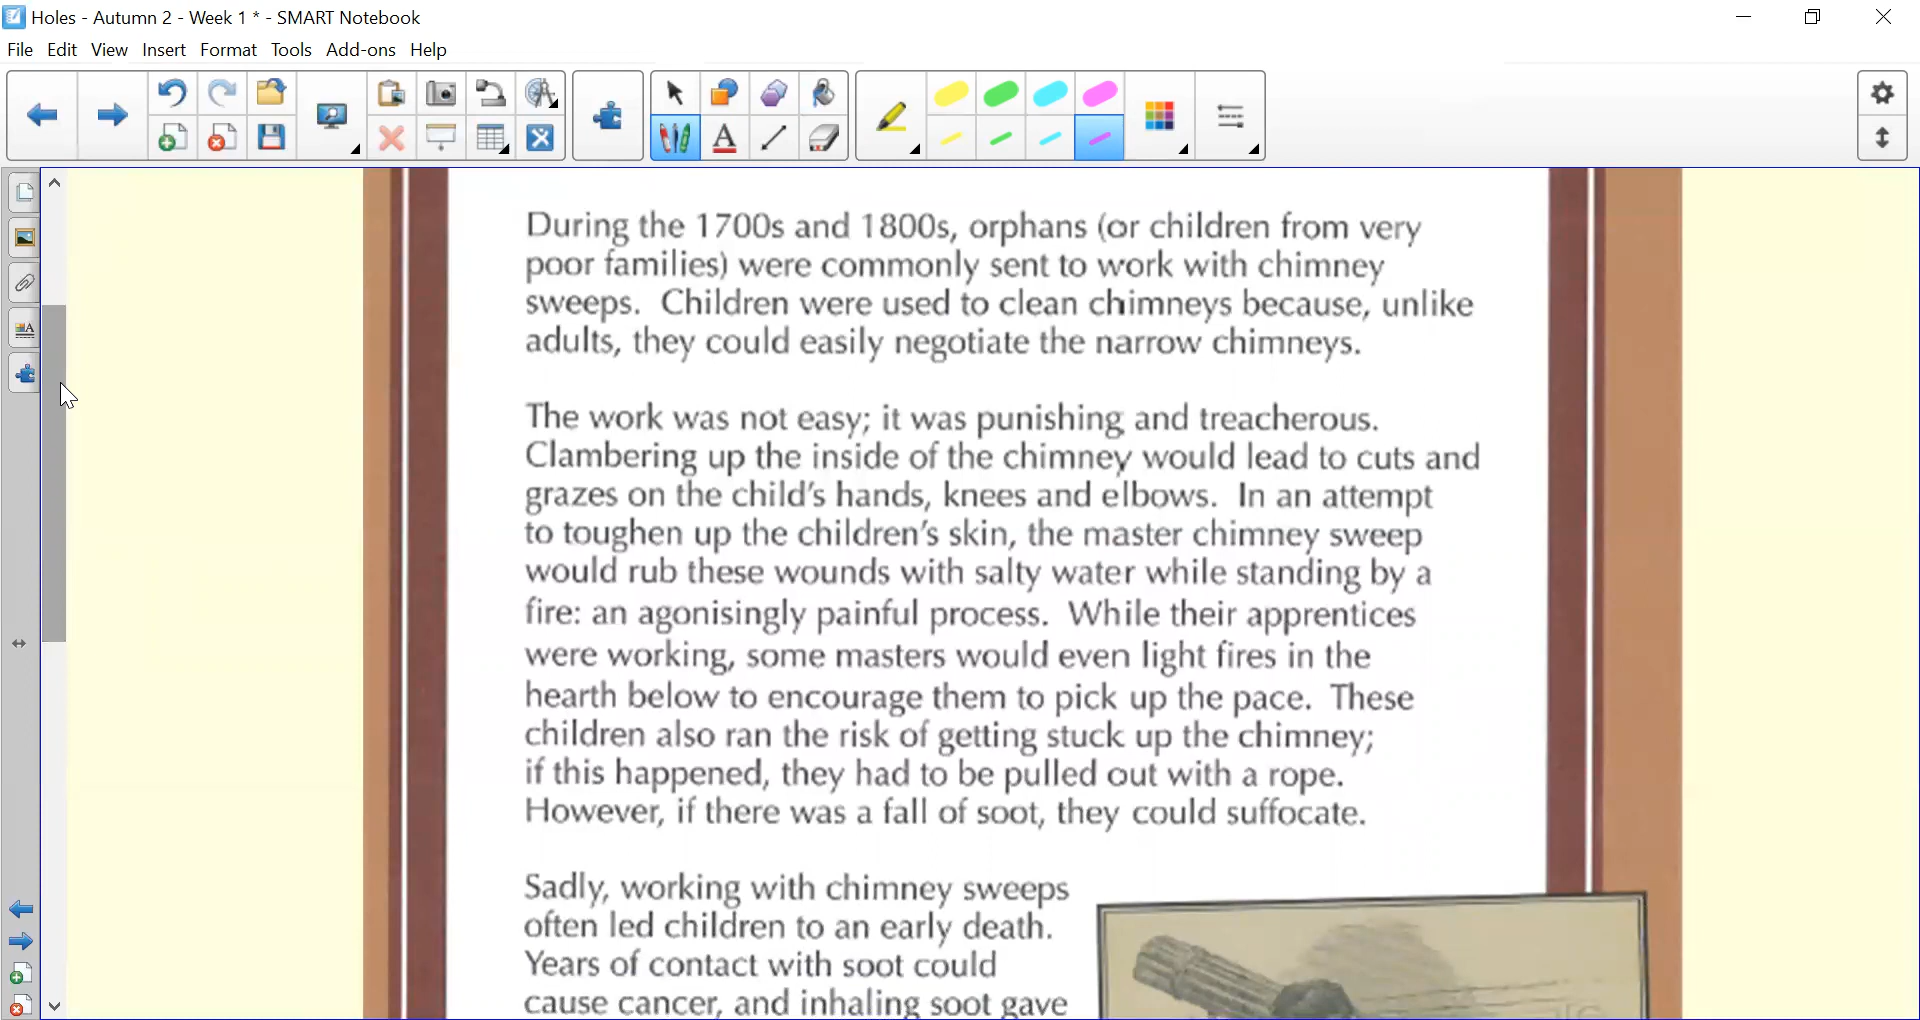 Holes - Autumn 2 - Week 1 * - SMART Notebook
File Edit View Insert Format Tools Add-ons Help
During the 1700s and 1800s, orphans (or children from very
poor families) were commonly sent to work with chimney
sweeps. Children were used to clean chimneys because, unlike
adults, they could easily negotiate the narrow chimneys.
The work was not easy; it was punishing and treacherous.
Clambering up the inside of the chimney would lead to cuts and
grazes on the child's hands, knees and elbows. In an attempt
to toughen up the children's skin, the master chimney sweep
would rub these wounds with salty water while standing by a
fire: an agonisingly painful process. While their apprentices
were working, some masters would even light fires in the
hearth below to encourage them to pick up the pace. These
children also ran the risk of getting stuck up the chimney;
if this happened, they had to be pulled out with a rope.
However, if there was a fall of soot, they could suffocate.
Sadly, working with chimney sweeps
often led children to an early death.
Years of contact with soot could
cause cancer, and inhaling soot gave